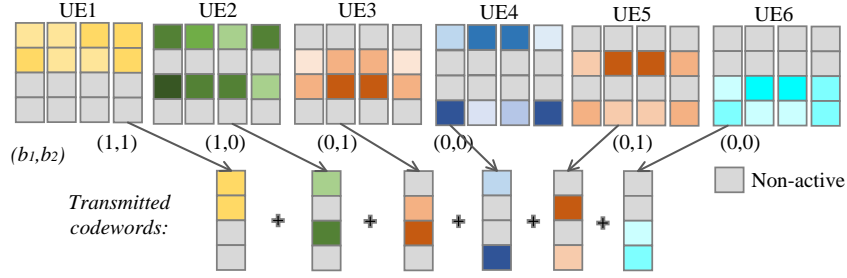 UE1 UE2 UE3 UE4 UE5 UE6
(b1,b2) (1,1) (1,0) (0,1) (0,0) (0,1) (0,0)
Non-active
Transmitted
codewords: + + + + +